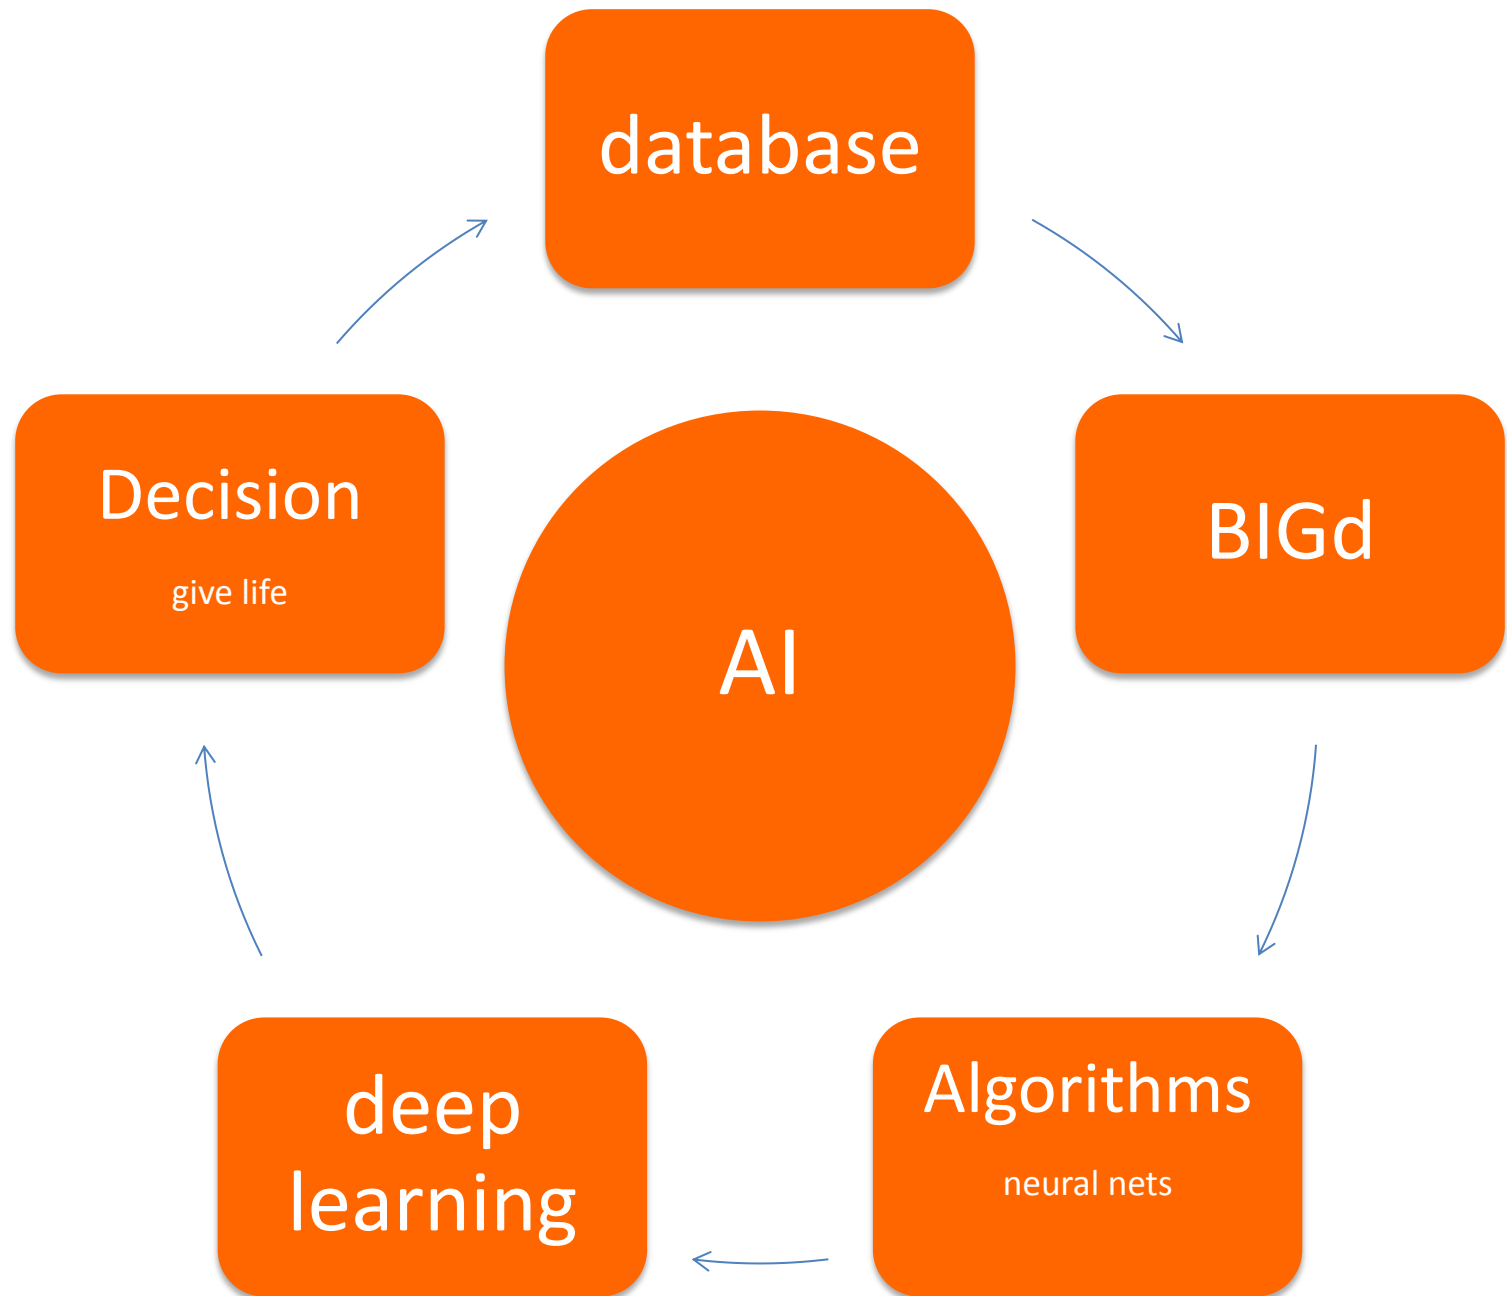 database
BIGd
Algorithms
neural nets
deep
learning
Decision
give life
AI